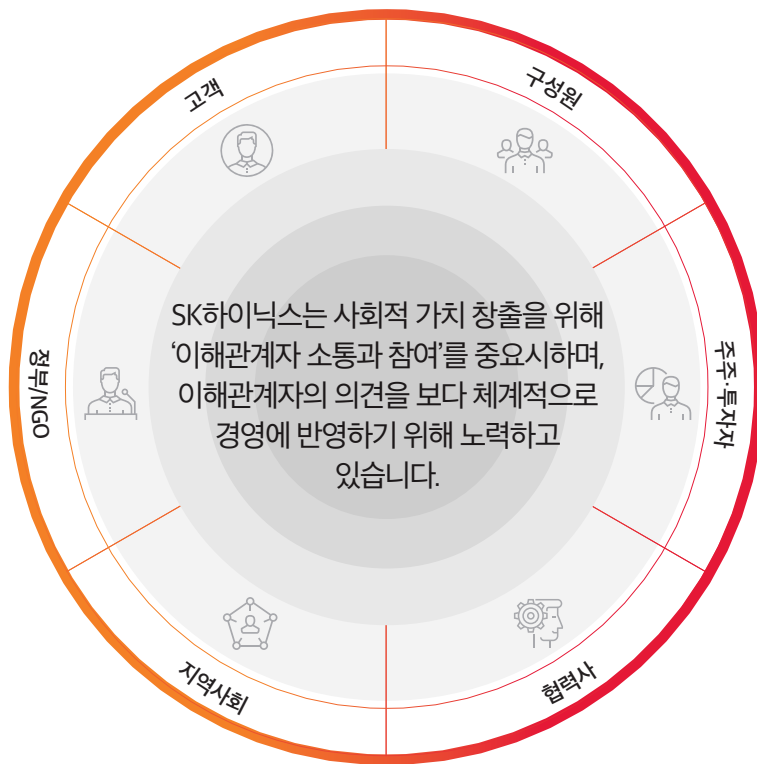 고객
구성원
정부/NGO
주주·투자자
SK하이닉스는 사회적 가치 창출을 위해
‘이해관계자 소통과 참여’를 중요시하며,
이해관계자의 의견을 보다 체계적으로
경영에 반영하기 위해 노력하고
있습니다.
지역사회
협력사